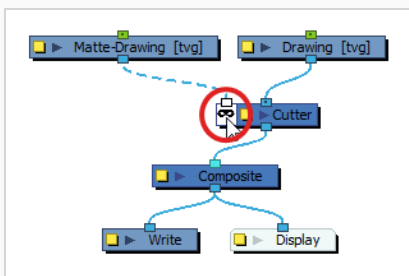 Matte-Drawing [tvg]
Drawing [tvg]
Cutter
Composite
Write
Display